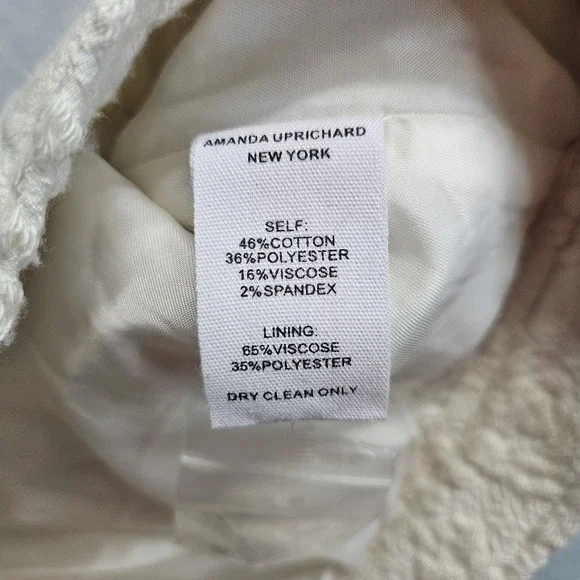 AMANDA UPRICHARD
NEW YORK
SELF:
46%COTTON
36%POLYESTER
16%VISCOSE
2%SPANDEX
LINING:
65%VISCOSE
35%POLYESTER
DRY CLEAN ONLY